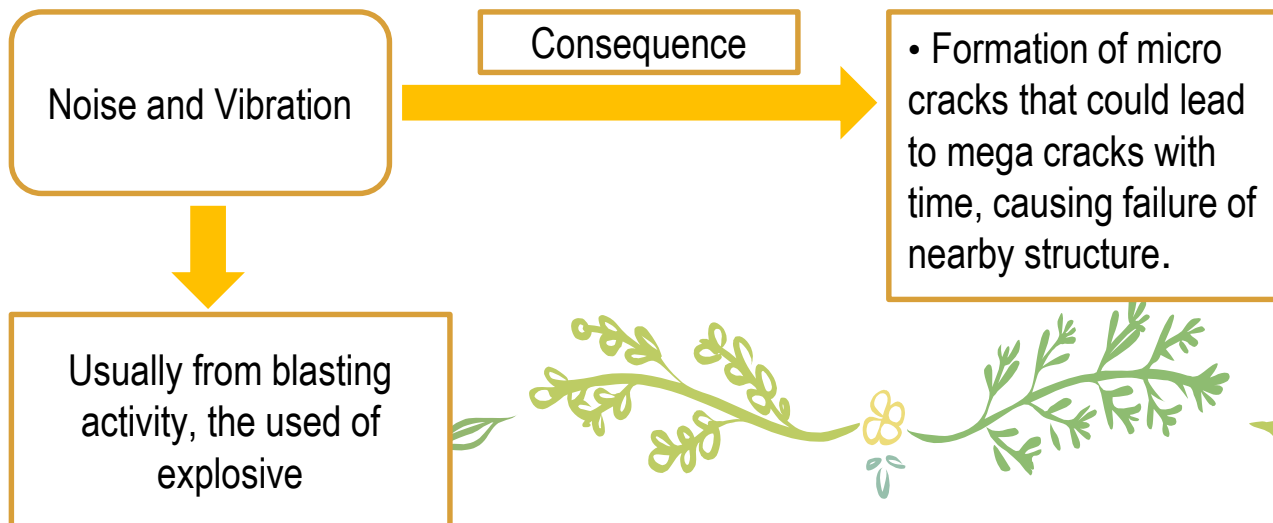 Noise and Vibration
Consequence
• Formation of micro
cracks that could lead
to mega cracks with
time, causing failure of
nearby structure.
Usually from blasting
activity, the used of
explosive